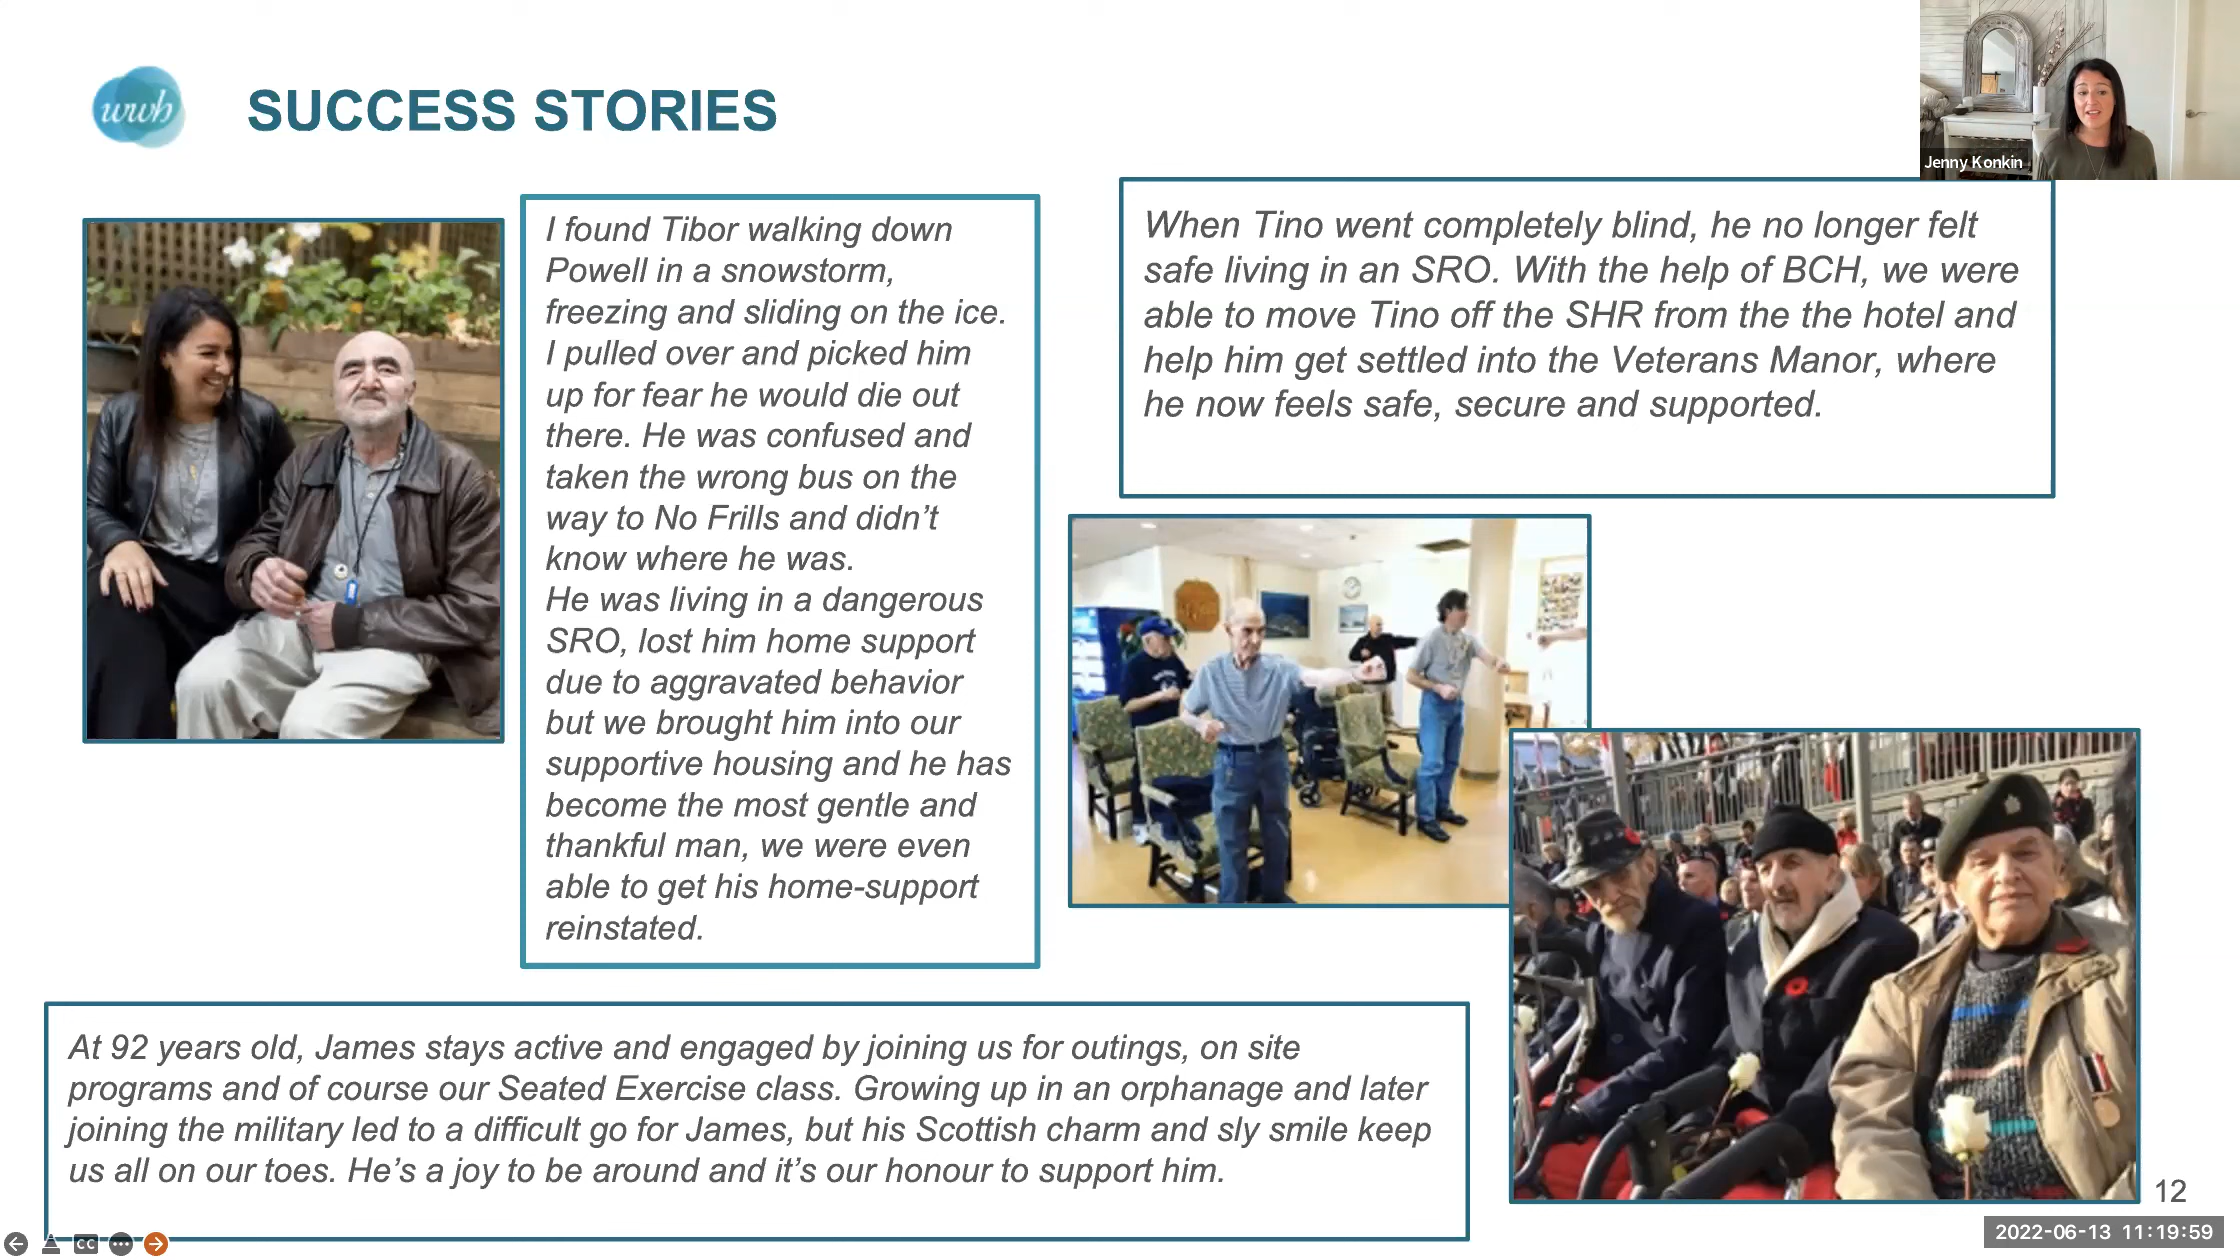 wwb
SUCCESS STORIES
Jenny Konkin
I found Tibor walking down
Powell in a snowstorm,
freezing and sliding on the ice.
I pulled over and picked him
up for fear he would die out
there. He was confused and
taken the wrong bus on the
way to No Frills and didn't
know where he was.
He was living in a dangerous
SRO, lost him home support
due to aggravated behavior
but we brought him into our
supportive housing and he has
become the most gentle and
thankful man, we were even
able to get his home-support
reinstated.
When Tino went completely blind, he no longer felt
safe living in an SRO. With the help of BCH, we were
able to move Tino off the SHR from the the hotel and
help him get settled into the Veterans Manor, where
he now feels safe, secure and supported.
At 92 years old, James stays active and engaged by joining us for outings, on site
programs and of course our Seated Exercise class. Growing up in an orphanage and later
joining the military led to a difficult go for James, but his Scottish charm and sly smile keep
us all on our toes. He's a joy to be around and it's our honour to support him.
12
CC
2022-06-13 11:19:59